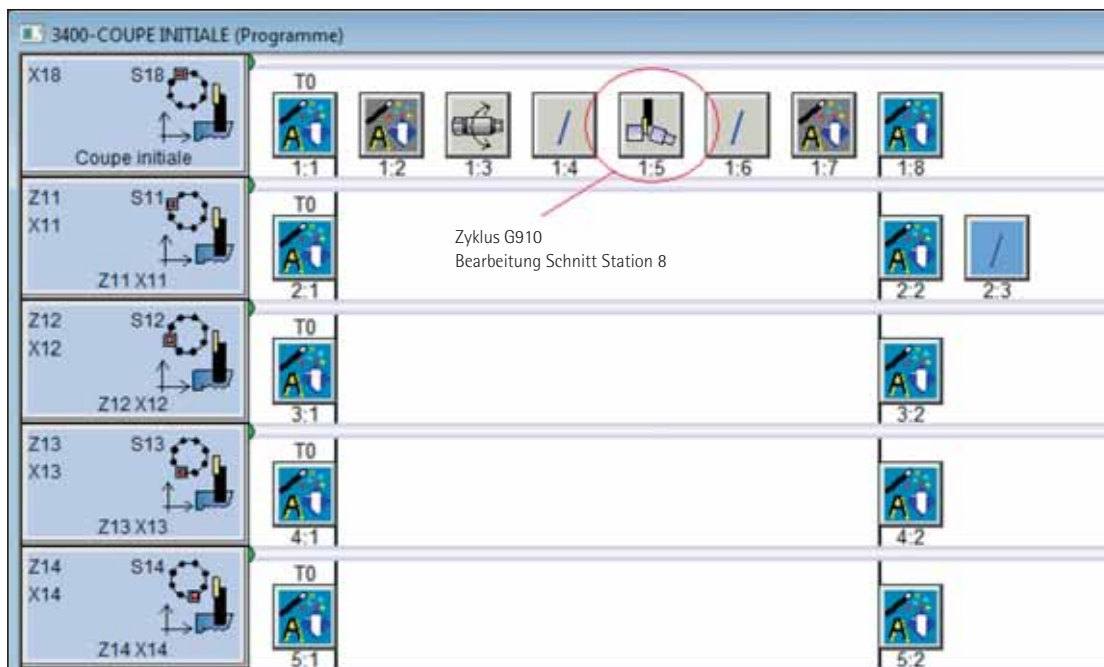 3400-COUPE INITIALE (Programme)
X18 S18
Coupe initiale
T0
1:1 1:2 1:3 1:4 1:5 1:6 1:7 1:8
Z11 S11
X11
Z11 X11
T0
2:1 2:2 2:3
Zyklus G910
Bearbeitung Schnitt Station 8
Z12 S12
X12
Z12 X12
T0
3:1 3:2
Z13 S13
X13
Z13 X13
T0
4:1 4:2
Z14 S14
X14
Z14 X14
T0
5:1 5:2